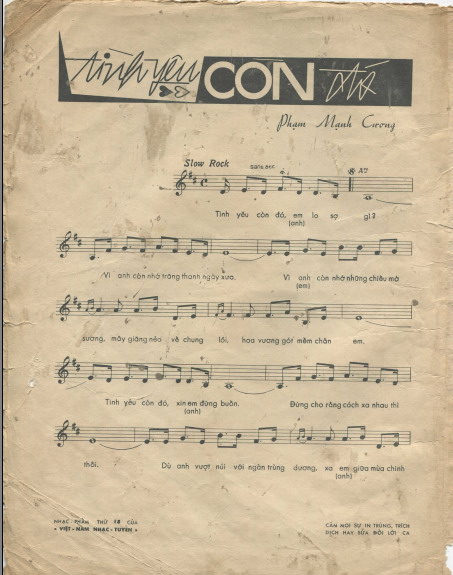 tình yêu CÒN đó
Phạm Mạnh Cương
Slow Rock
Tình yêu còn đó, em lo sợ gì?
(anh)
Vì anh còn nhớ trăng thanh ngày xưa. Vì anh còn nhớ những chiều mờ
(em)
sương, mây giăng nẻo về chung lối, hoa vương gót mềm chân em.
Tình yêu còn đó, xin em đừng buồn. Đừng cho rằng cách xa nhau thì
(anh)
thôi. Dù anh vượt núi với ngàn trùng dương, xa em giữa mùa chinh
(anh)
NHẠC PHẨM THỨ 18 CỦA
« VIỆT-NAM NHẠC-TUYỂN »
CẤM MỌI SỰ IN TRÙNG, TRÍCH
DỊCH HAY SỬA ĐỔI LỜI CA